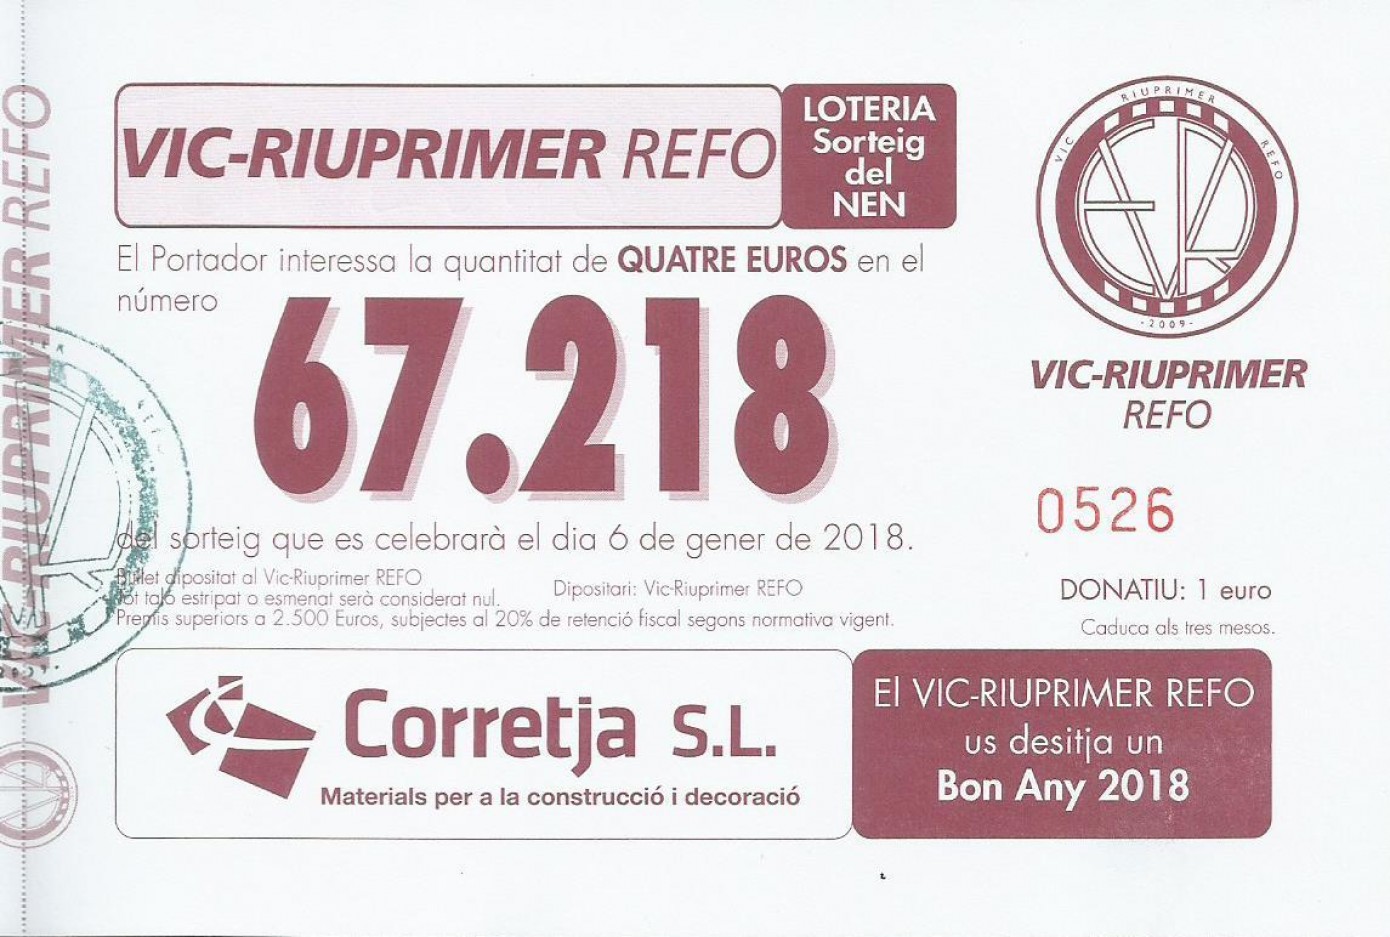 VIC-RIUPRIMER REFO
VIC-RIUPRIMER REFO
LOTERIA
Sorteig
del
NEN
El Portador interessa la quantitat de QUATRE EUROS en el
número
67.218
del sorteig que es celebrarà el dia 6 de gener de 2018.
Bitllet dipositat al Vic-Riuprimer REFO
Tot taló estripat o esmenat serà considerat nul.
Dipositari: Vic-Riuprimer REFO
Premis superiors a 2.500 Euros, subjectes al 20% de retenció fiscal segons normativa vigent.
VIC RIUPRIMER REFO
-2009-
VIC-RIUPRIMER
REFO
0526
DONATIU: 1 euro
Caduca als tres mesos.
Corretja S.L.
Materials per a la construcció i decoració
El VIC-RIUPRIMER REFO
us desitja un
Bon Any 2018